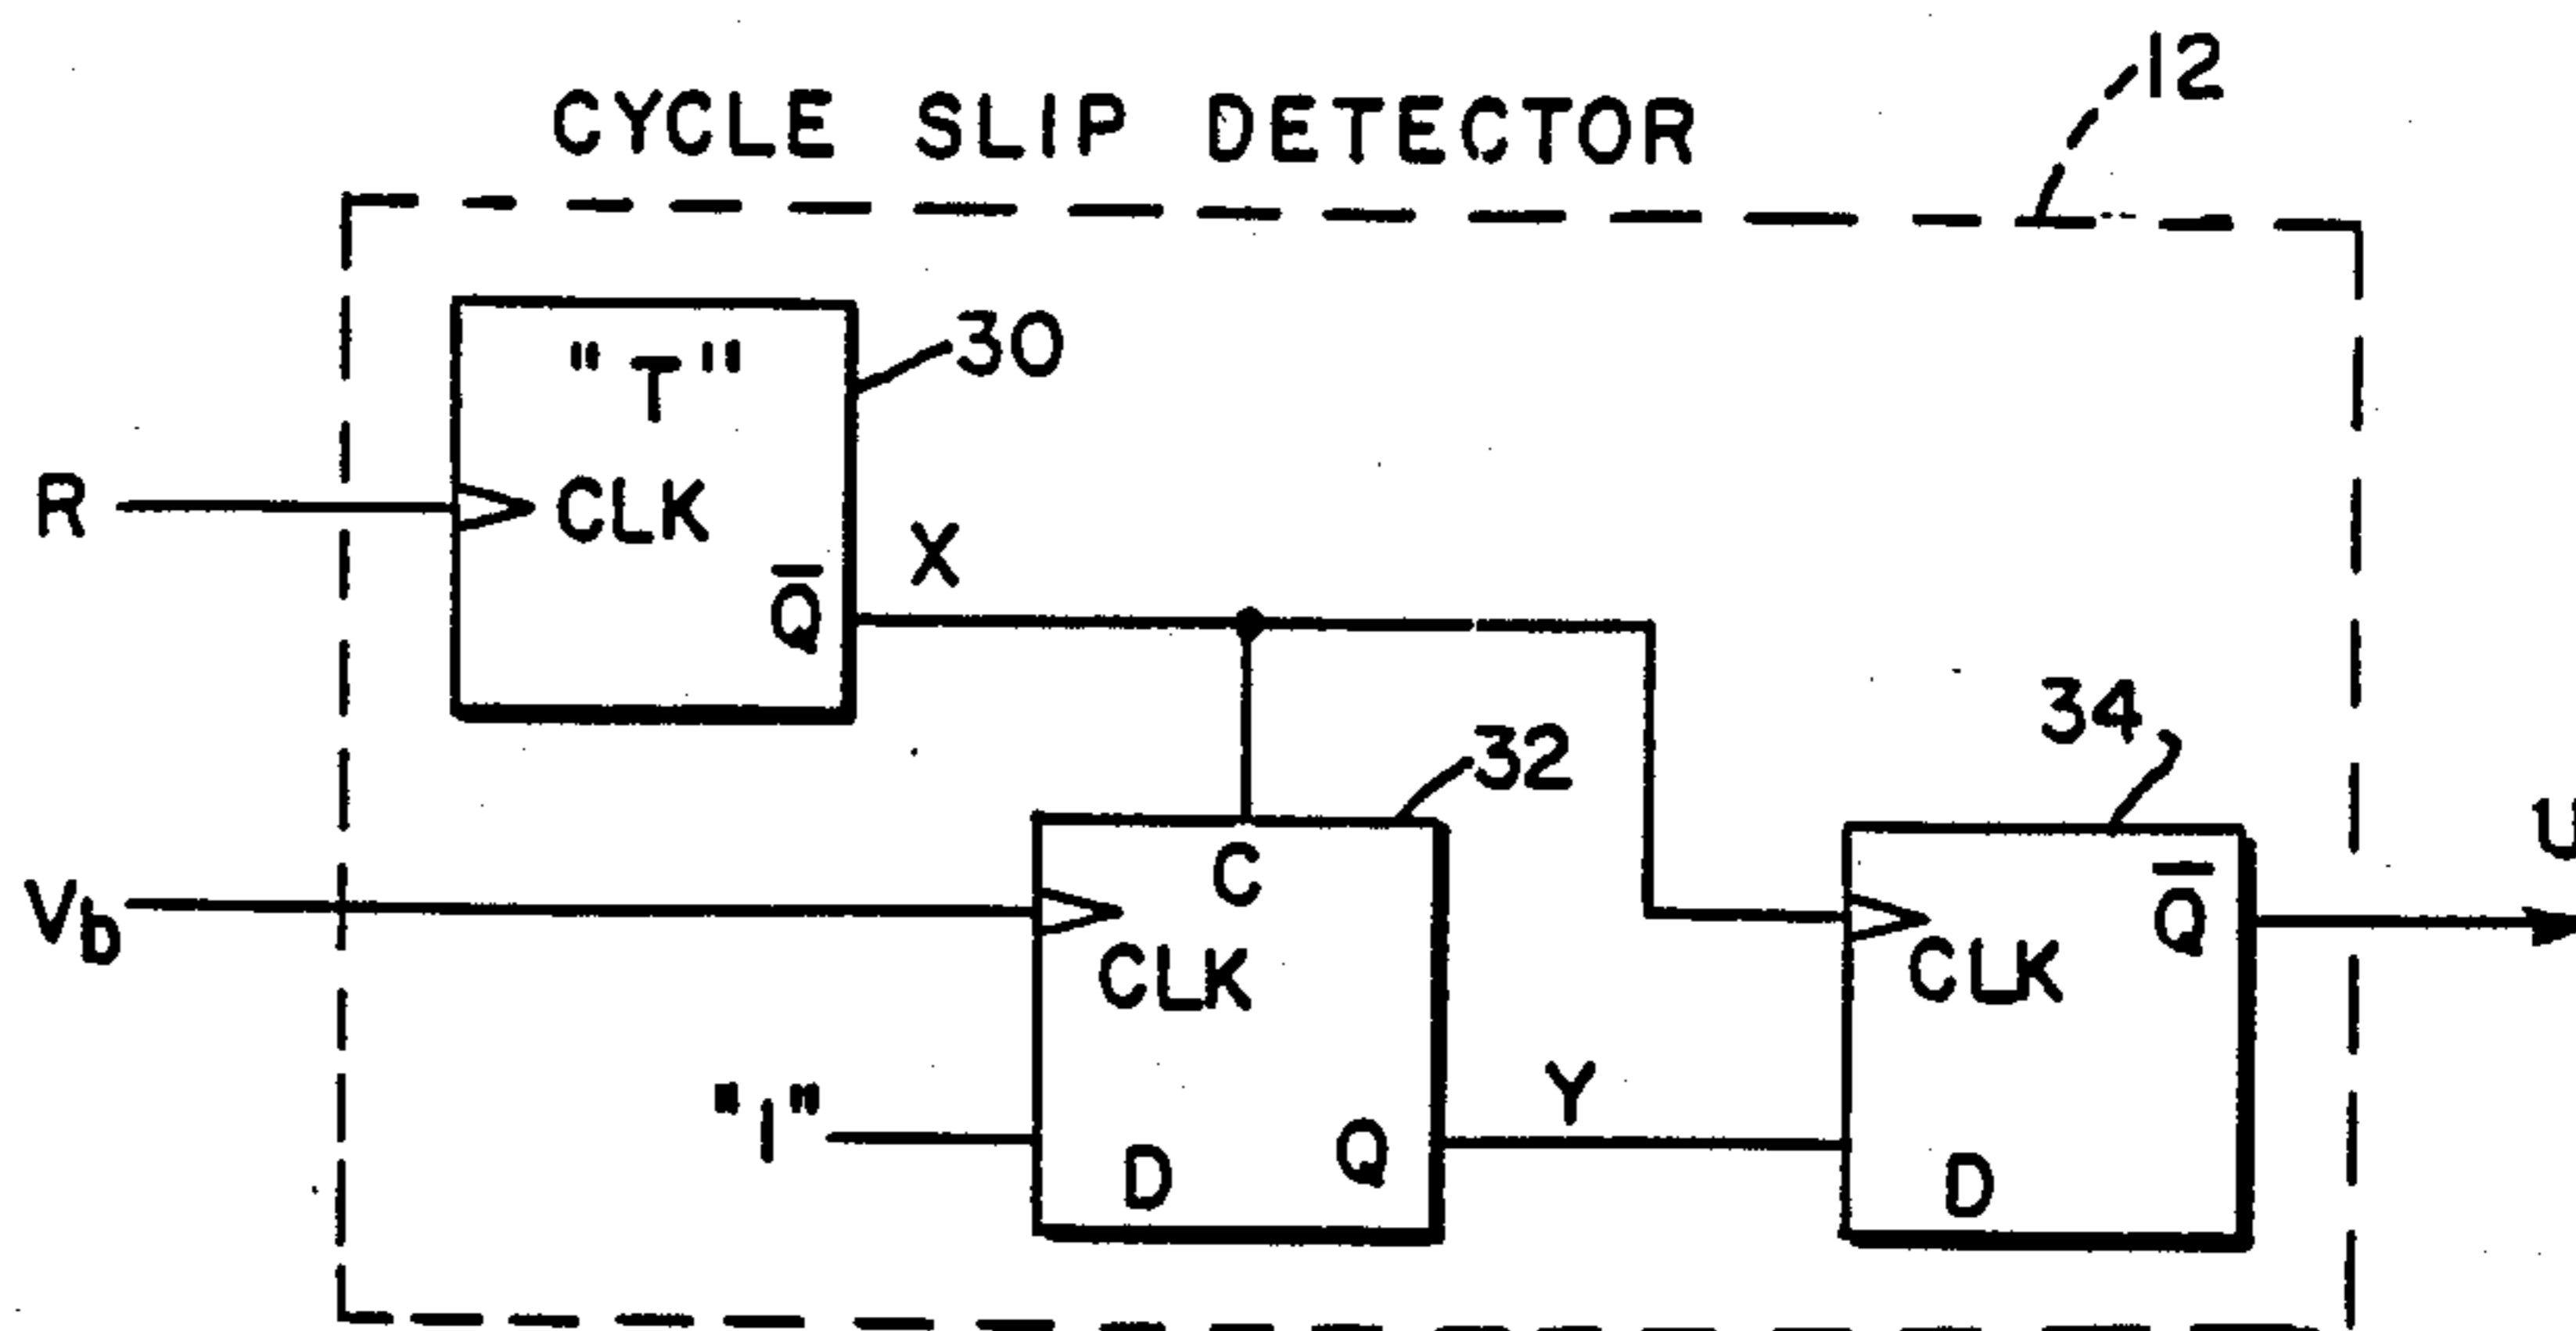 CYCLE SLIP DETECTOR
12
"T"
30
R
CLK
X
Q̅
32
34
U
C
Vb
CLK
Q̅
CLK
"1"
Y
D
Q
D